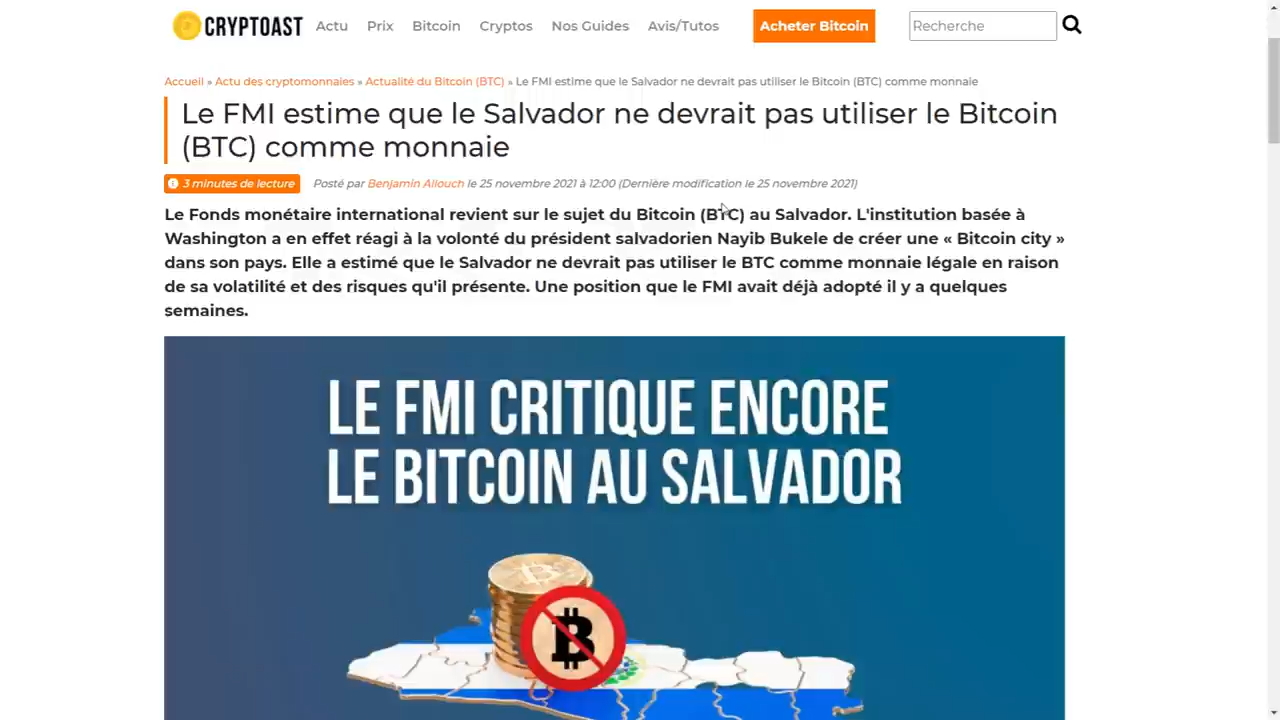 CRYPTOAST Actu Prix Bitcoin Cryptos Nos Guides Avis/Tutos Acheter Bitcoin Recherche
Accueil » Actu des cryptomonnaies » Actualité du Bitcoin (BTC) » Le FMI estime que le Salvador ne devrait pas utiliser le Bitcoin (BTC) comme monnaie
Le FMI estime que le Salvador ne devrait pas utiliser le Bitcoin
(BTC) comme monnaie
3 minutes de lecture Posté par Benjamin Allouch le 25 novembre 2021 à 12:00 (Dernière modification le 25 novembre 2021)
Le Fonds monétaire international revient sur le sujet du Bitcoin (BTC) au Salvador. L'institution basée à
Washington a en effet réagi à la volonté du président salvadorien Nayib Bukele de créer une « Bitcoin city »
dans son pays. Elle a estimé que le Salvador ne devrait pas utiliser le BTC comme monnaie légale en raison
de sa volatilité et des risques qu'il présente. Une position que le FMI avait déjà adopté il y a quelques
semaines.
LE FMI CRITIQUE ENCORE
LE BITCOIN AU SALVADOR